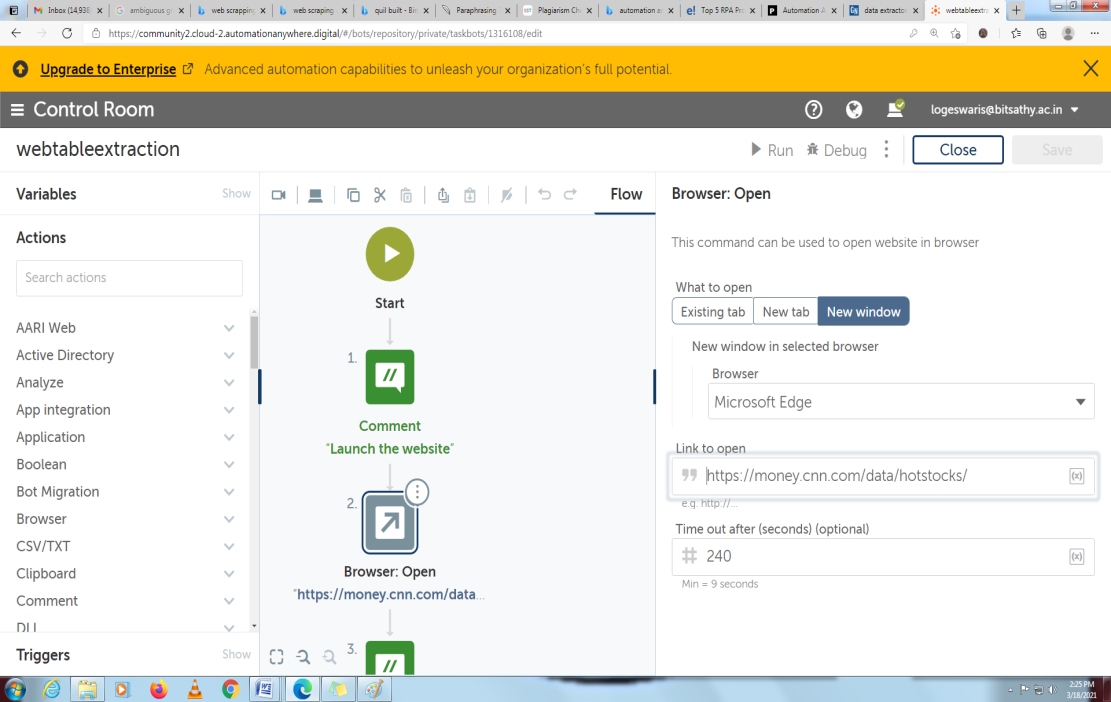 Inbox (14,938
ambiguous g
web scrapping
web scraping
quil built - Bin
Paraphrasing
Plagiarism Ch
automation a
Top 5 RPA Pr
Automation A
data extractor
webtableextr
https://community2.cloud-2.automationanywhere.digital/#/bots/repository/private/taskbots/1316108/edit
Upgrade to Enterprise Advanced automation capabilities to unleash your organization's full potential.
Control Room
logeswaris@bitsathy.ac.in
webtableextraction
Run Debug Close Save
Variables Show
Flow
Browser: Open
Actions
Search actions
AARI Web
Active Directory
Analyze
App integration
Application
Boolean
Bot Migration
Browser
CSV/TXT
Clipboard
Comment
DLL
Triggers Show
Start
1.
Comment
"Launch the website"
2.
Browser: Open
"https://money.cnn.com/data...
3.
This command can be used to open website in browser
What to open
Existing tab New tab New window
New window in selected browser
Browser
Microsoft Edge
Link to open
https://money.cnn.com/data/hotstocks/
(x)
e.g. http://...
Time out after (seconds) (optional)
240
(x)
Min = 9 seconds
2:25 PM
3/18/2021